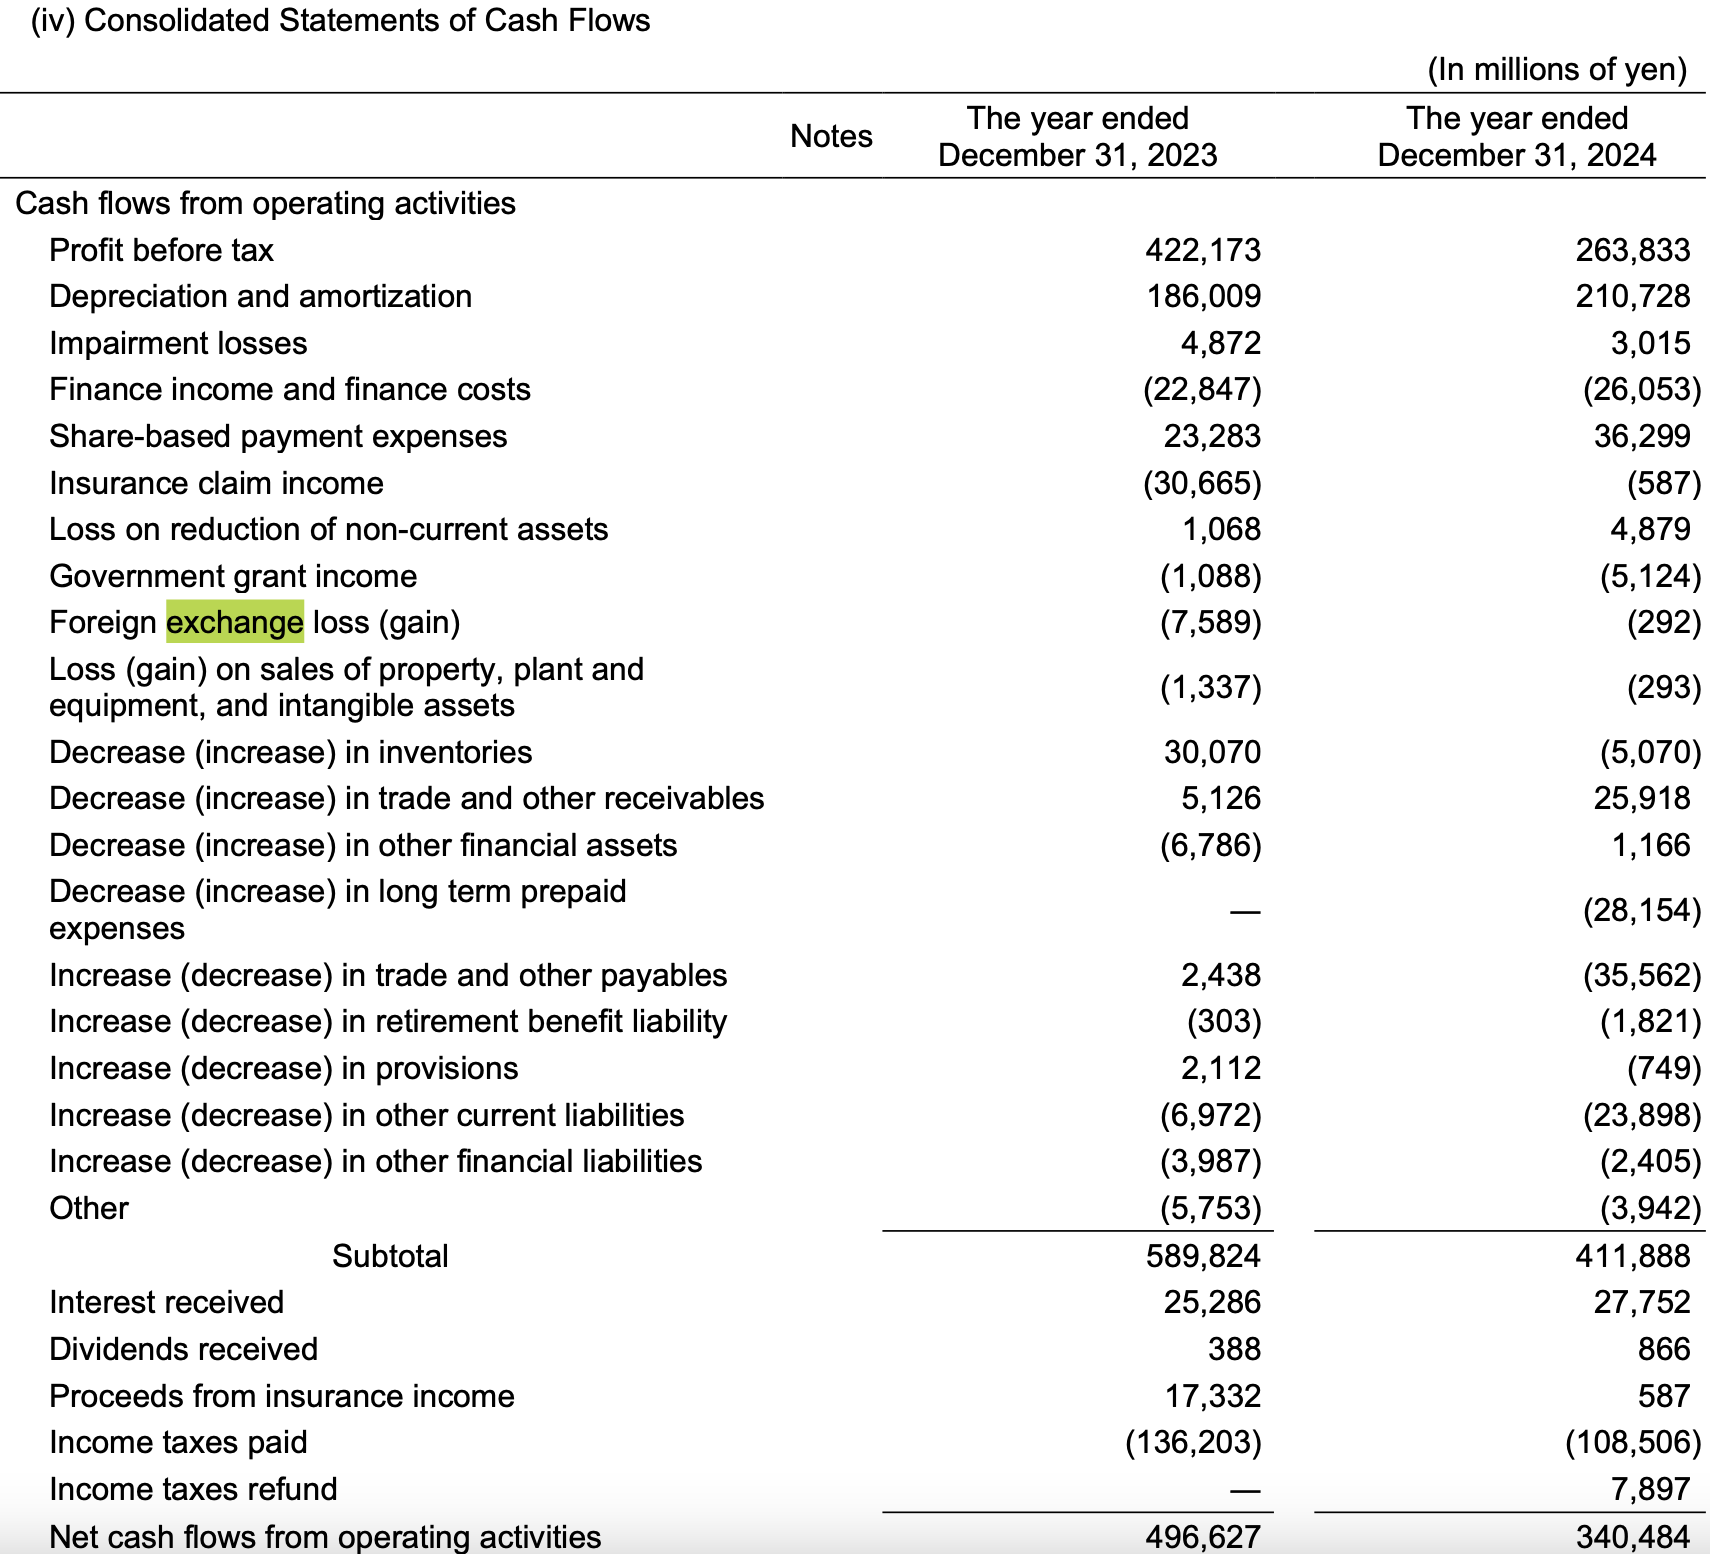 (iv) Consolidated Statements of Cash Flows
(In millions of yen)
Notes The year ended December 31, 2023 The year ended December 31, 2024
Cash flows from operating activities
Profit before tax 422,173 263,833
Depreciation and amortization 186,009 210,728
Impairment losses 4,872 3,015
Finance income and finance costs (22,847) (26,053)
Share-based payment expenses 23,283 36,299
Insurance claim income (30,665) (587)
Loss on reduction of non-current assets 1,068 4,879
Government grant income (1,088) (5,124)
Foreign exchange loss (gain) (7,589) (292)
Loss (gain) on sales of property, plant and
equipment, and intangible assets (1,337) (293)
Decrease (increase) in inventories 30,070 (5,070)
Decrease (increase) in trade and other receivables 5,126 25,918
Decrease (increase) in other financial assets (6,786) 1,166
Decrease (increase) in long term prepaid
expenses — (28,154)
Increase (decrease) in trade and other payables 2,438 (35,562)
Increase (decrease) in retirement benefit liability (303) (1,821)
Increase (decrease) in provisions 2,112 (749)
Increase (decrease) in other current liabilities (6,972) (23,898)
Increase (decrease) in other financial liabilities (3,987) (2,405)
Other (5,753) (3,942)
Subtotal 589,824 411,888
Interest received 25,286 27,752
Dividends received 388 866
Proceeds from insurance income 17,332 587
Income taxes paid (136,203) (108,506)
Income taxes refund — 7,897
Net cash flows from operating activities 496,627 340,484